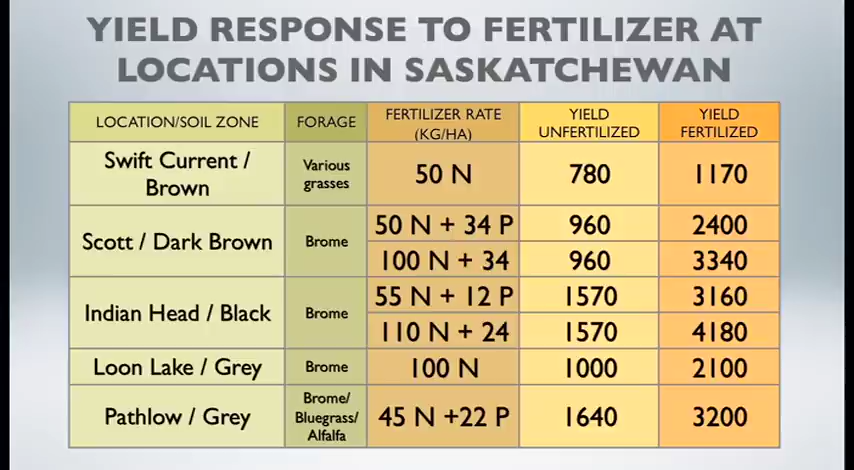 YIELD RESPONSE TO FERTILIZER AT
LOCATIONS IN SASKATCHEWAN
LOCATION/SOIL ZONE FORAGE FERTILIZER RATE (KG/HA) YIELD UNFERTILIZED YIELD FERTILIZED
Swift Current / Brown Various grasses 50 N 780 1170
Scott / Dark Brown Brome 50 N + 34 P 960 2400
100 N + 34 960 3340
Indian Head / Black Brome 55 N + 12 P 1570 3160
110 N + 24 1570 4180
Loon Lake / Grey Brome 100 N 1000 2100
Pathlow / Grey Brome/ Bluegrass/ Alfalfa 45 N +22 P 1640 3200